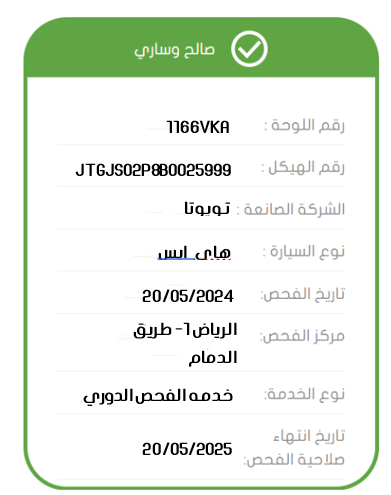 صالح وساري
رقم اللوحة : 1166VKA
رقم الهيكل : JTGJS02P8B0025999
الشركة الصانعة : تويوتا
نوع السيارة : هاي ايس
تاريخ الفحص: 20/05/2024
مركز الفحص: الرياض1- طريق
الدمام
نوع الخدمة: خدمه الفحص الدوري
تاريخ انتهاء
صلاحية الفحص: 20/05/2025